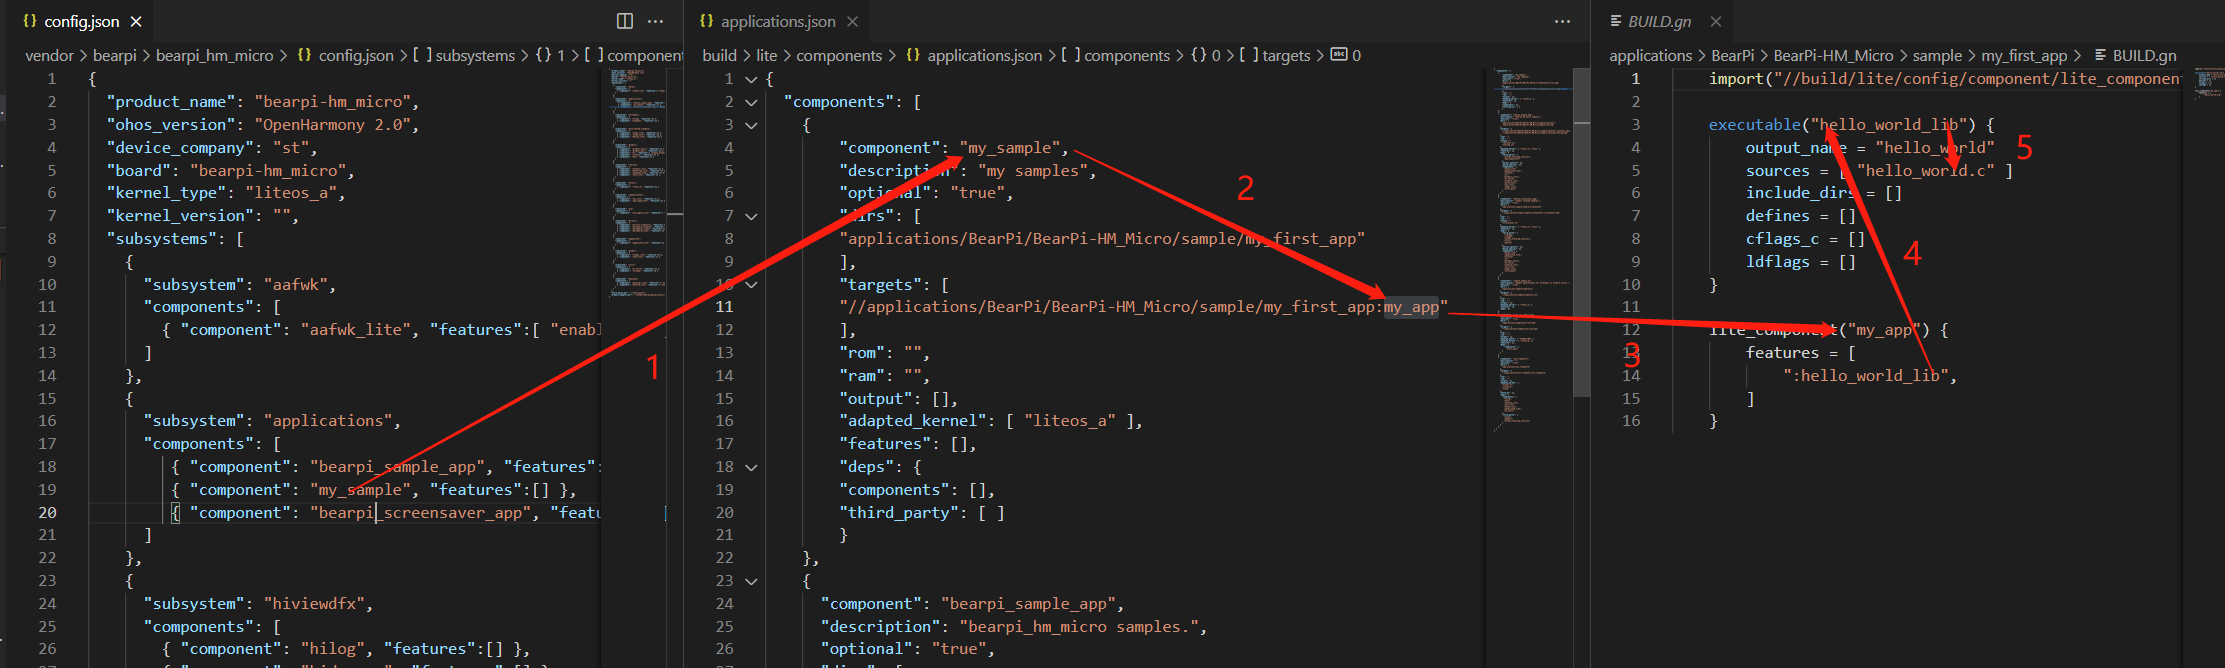 config.json
vendor > bearpi > bearpi_hm_micro > {} config.json > [ ] subsystems > {} 1 > [ ] component
1 {
2 "product_name": "bearpi-hm_micro",
3 "ohos_version": "OpenHarmony 2.0",
4 "device_company": "st",
5 "board": "bearpi-hm_micro",
6 "kernel_type": "liteos_a",
7 "kernel_version": "",
8 "subsystems": [
9 {
10 "subsystem": "aafwk",
11 "components": [
12 { "component": "aafwk_lite", "features":[ "enabl
13 ]
14 },
15 {
16 "subsystem": "applications",
17 "components": [
18 { "component": "bearpi_sample_app", "features":
19 { "component": "my_sample", "features":[] },
20 { "component": "bearpi_screensaver_app", "featu
21 ]
22 },
23 {
24 "subsystem": "hiviewdfx",
25 "components": [
26 { "component": "hilog", "features":[] },
1
applications.json
build > lite > components > {} applications.json > [ ] components > {} 0 > [ ] targets > abc 0
1 {
2 "components": [
3 {
4 "component": "my_sample",
5 "description": "my samples",
6 "optional": "true",
7 "dirs": [
8 "applications/BearPi/BearPi-HM_Micro/sample/my_first_app"
9 ],
10 "targets": [
11 "//applications/BearPi/BearPi-HM_Micro/sample/my_first_app:my_app"
12 ],
13 "rom": "",
14 "ram": "",
15 "output": [],
16 "adapted_kernel": [ "liteos_a" ],
17 "features": [],
18 "deps": {
19 "components": [],
20 "third_party": [ ]
21 }
22 },
23 {
24 "component": "bearpi_sample_app",
25 "description": "bearpi_hm_micro samples.",
26 "optional": "true",
2
BUILD.gn
applications > BearPi > BearPi-HM_Micro > sample > my_first_app > BUILD.gn
1 import("//build/lite/config/component/lite_componen
2
3 executable("hello_world_lib") {
4 output_name = "hello_world"
5 sources = [ "hello_world.c" ]
6 include_dirs = []
7 defines = []
8 cflags_c = []
9 ldflags = []
10 }
11
12 lite_component("my_app") {
13 features = [
14 ":hello_world_lib",
15 ]
16 }
3
4
5